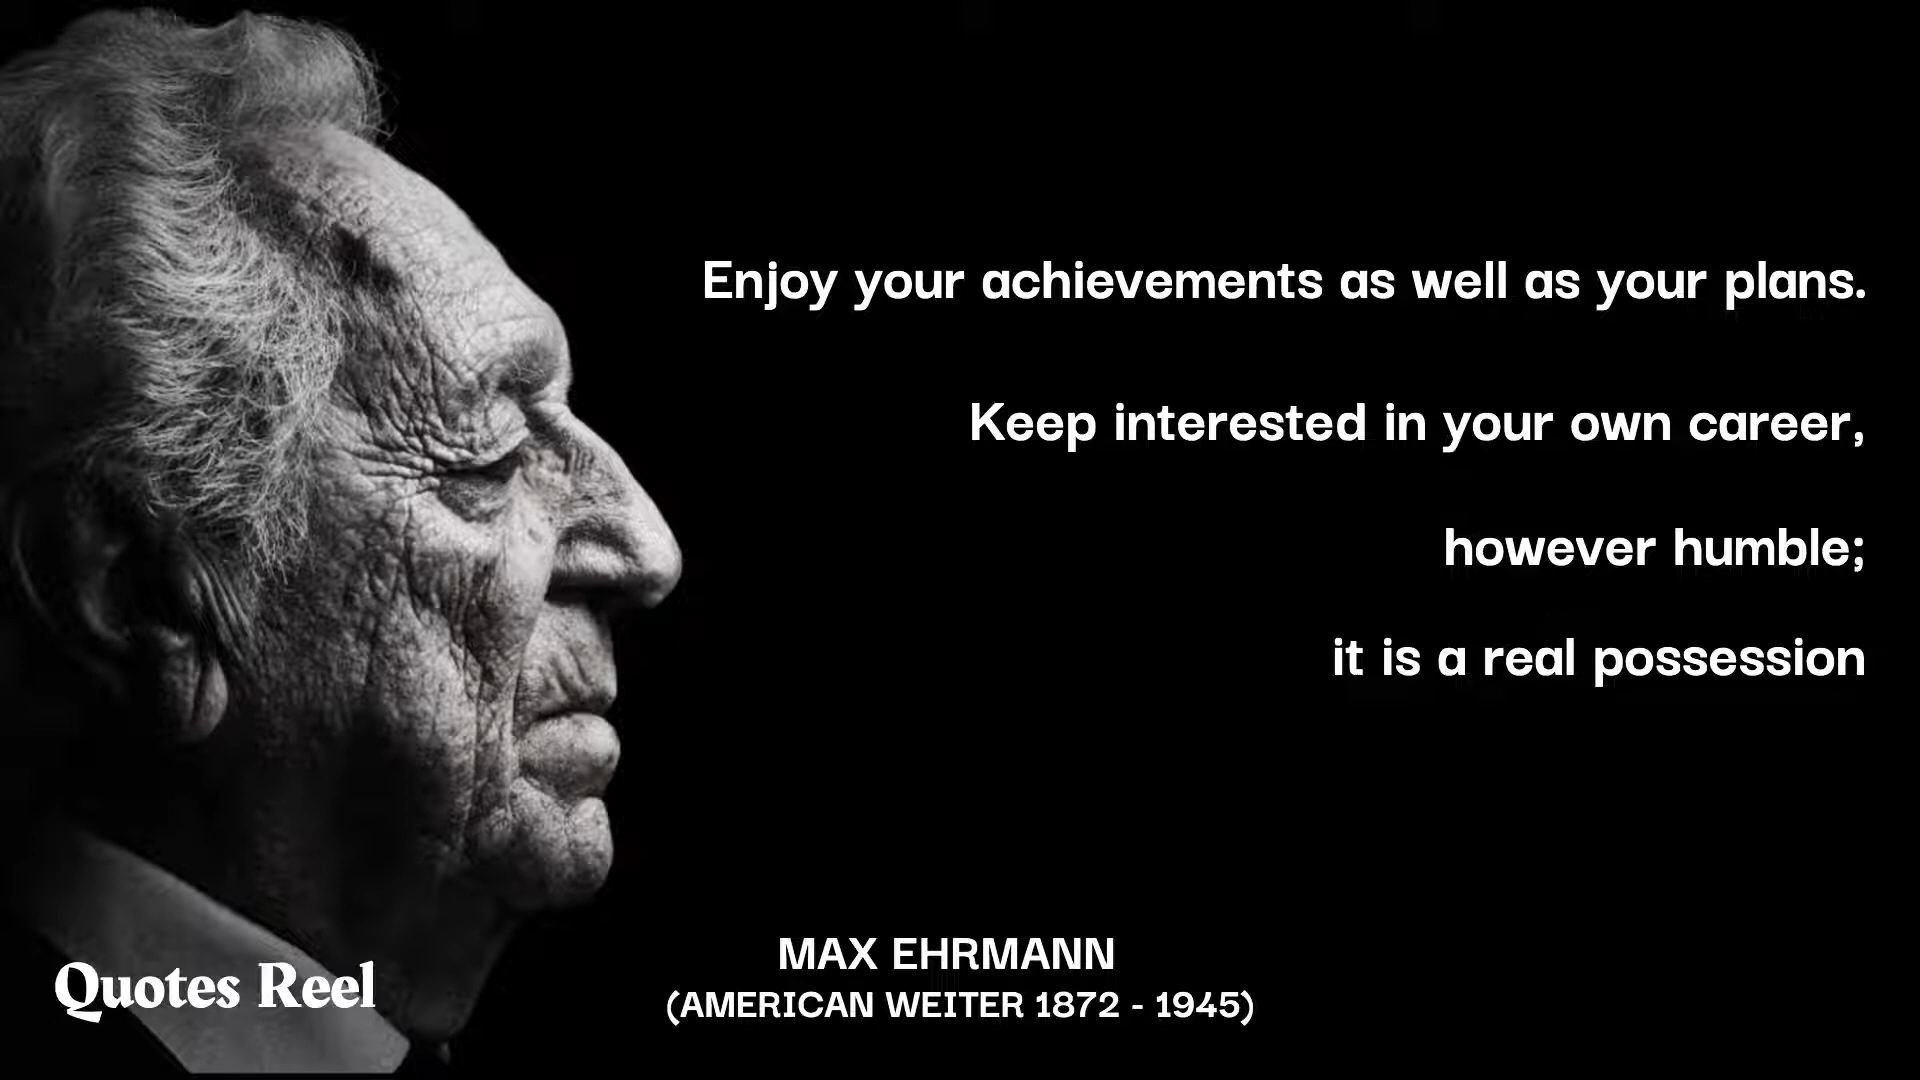 Enjoy your achievements as well as your plans.
Keep interested in your own career,
however humble;
it is a real possession
MAX EHRMANN
(AMERICAN WEITER 1872 - 1945)
Quotes Reel